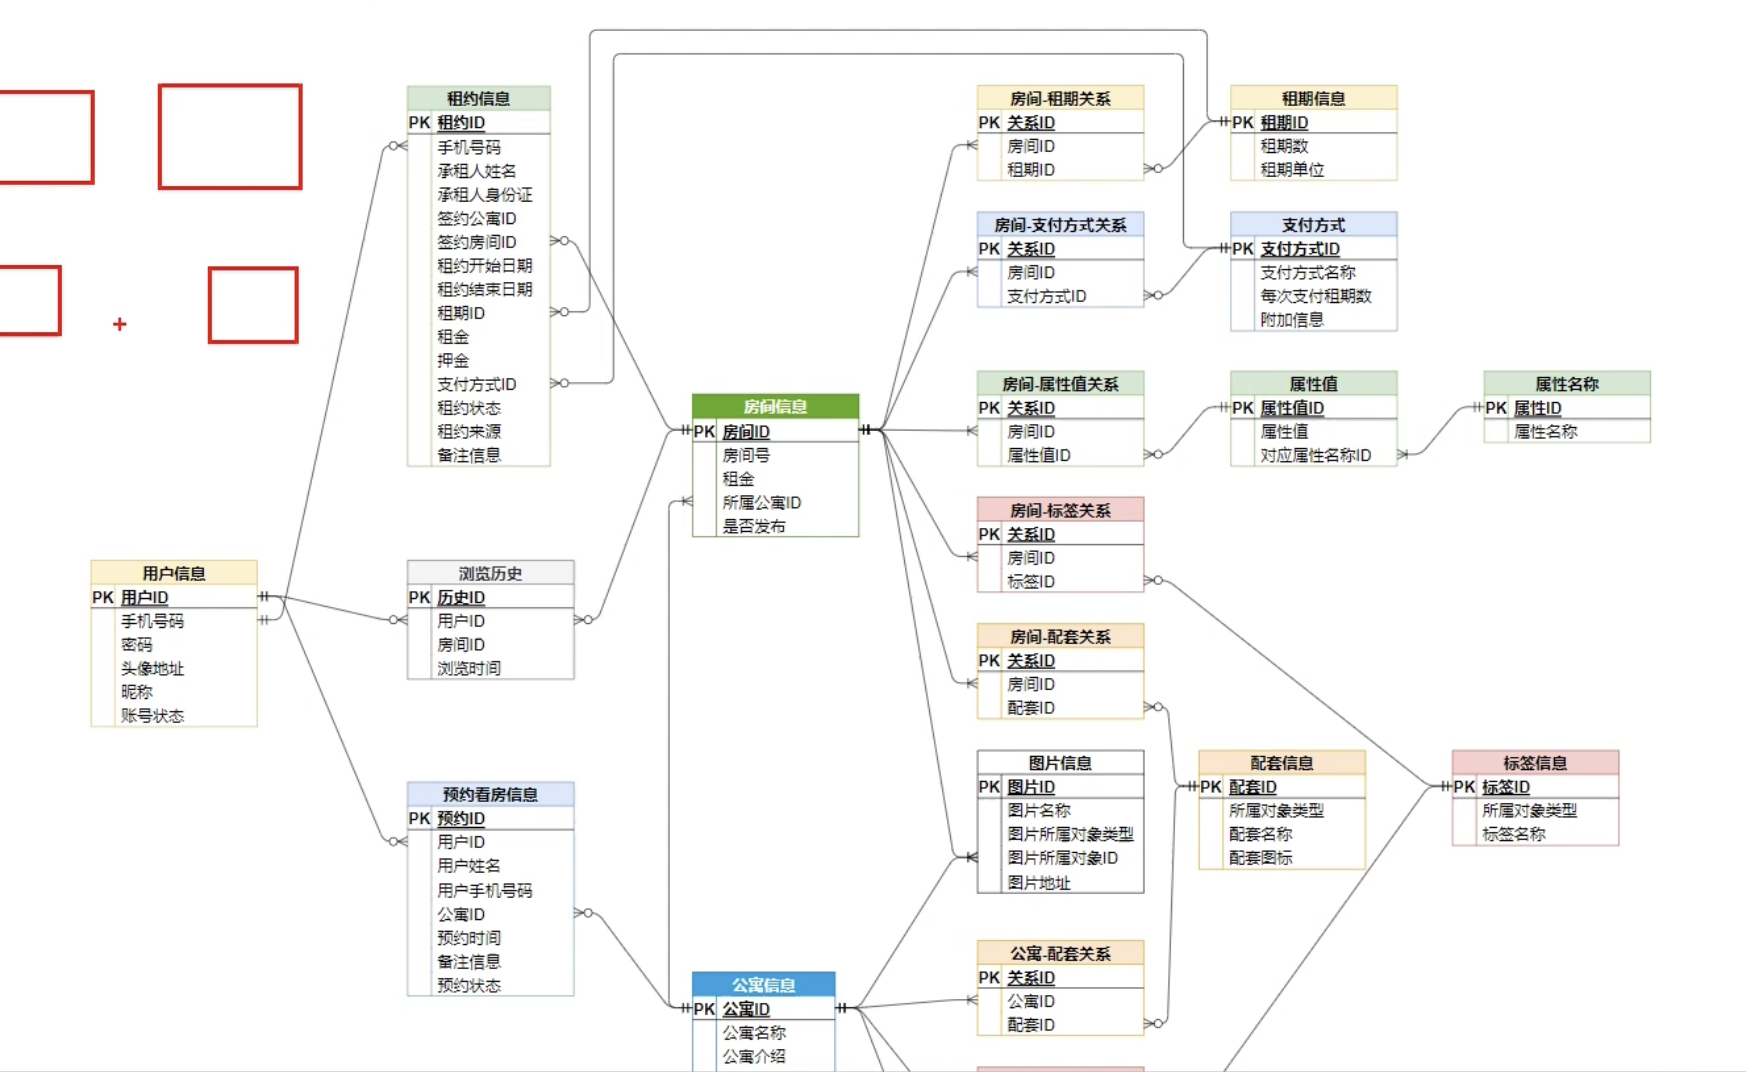 租约信息
PK 租约ID
手机号码
承租人姓名
承租人身份证
签约公寓ID
签约房间ID
租约开始日期
租约结束日期
租期ID
租金
押金
支付方式ID
租约状态
租约来源
备注信息
房间-租期关系
PK 关系ID
房间ID
租期ID
租期信息
PK 租期ID
租期数
租期单位
房间-支付方式关系
PK 关系ID
房间ID
支付方式ID
支付方式
PK 支付方式ID
支付方式名称
每次支付租期数
附加信息
房间-属性值关系
PK 关系ID
房间ID
属性值ID
属性值
PK 属性值ID
属性值
对应属性名称ID
属性名称
PK 属性ID
属性名称
房间信息
PK 房间ID
房间号
租金
所属公寓ID
是否发布
房间-标签关系
PK 关系ID
房间ID
标签ID
用户信息
PK 用户ID
手机号码
密码
头像地址
昵称
账号状态
浏览历史
PK 历史ID
用户ID
房间ID
浏览时间
房间-配套关系
PK 关系ID
房间ID
配套ID
图片信息
PK 图片ID
图片名称
图片所属对象类型
图片所属对象ID
图片地址
配套信息
PK 配套ID
所属对象类型
配套名称
配套图标
标签信息
PK 标签ID
所属对象类型
标签名称
预约看房信息
PK 预约ID
用户ID
用户姓名
用户手机号码
公寓ID
预约时间
备注信息
预约状态
公寓-配套关系
PK 关系ID
公寓ID
配套ID
公寓信息
PK 公寓ID
公寓名称
公寓介绍